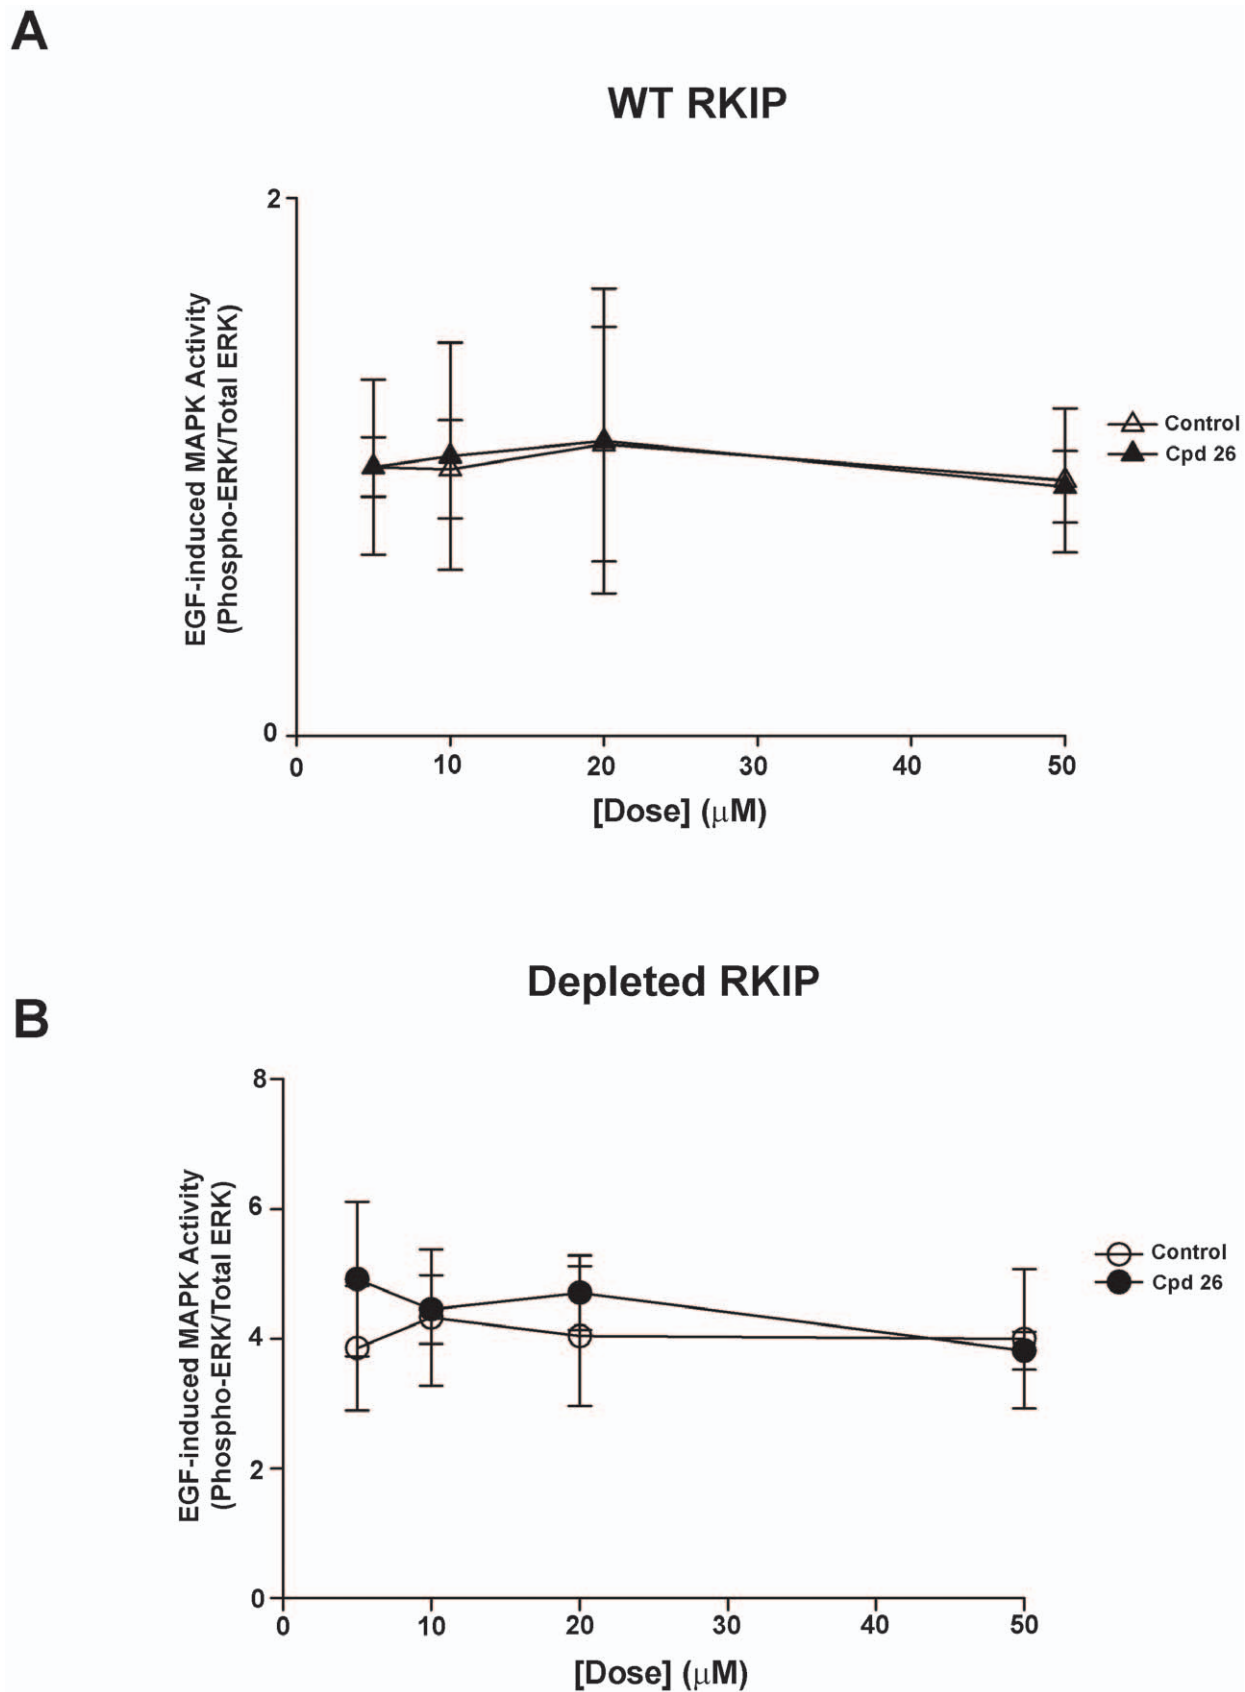 A
WT RKIP
2
EGF-induced MAPK Activity
(Phospho-ERK/Total ERK)
Control
Cpd 26
0
0 10 20 30 40 50
[Dose] (μM)
Depleted RKIP
B
8
6
EGF-induced MAPK Activity
(Phospho-ERK/Total ERK)
Control
Cpd 26
4
2
0
0 10 20 30 40 50
[Dose] (μM)